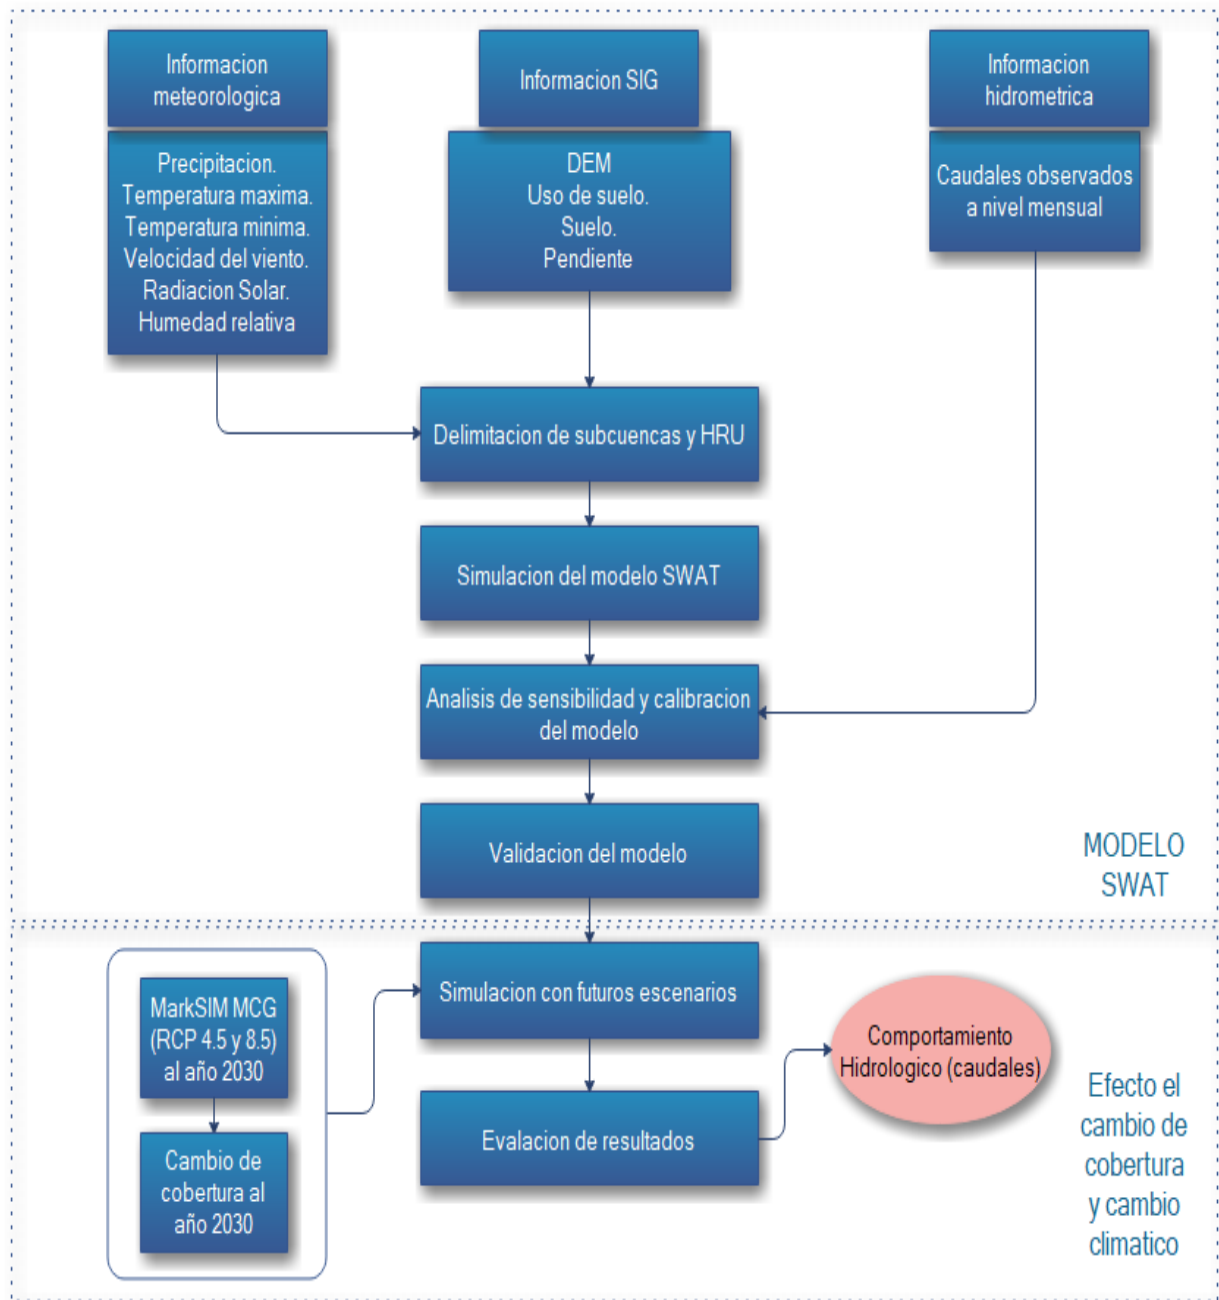 Informacion
meteorologica
Precipitacion.
Temperatura maxima.
Temperatura minima.
Velocidad del viento.
Radiacion Solar.
Humedad relativa
Informacion SIG
DEM
Uso de suelo.
Suelo.
Pendiente
Informacion
hidrometrica
Caudales observados
a nivel mensual
Delimitacion de subcuencas y HRU
Simulacion del modelo SWAT
Analisis de sensibilidad y calibracion
del modelo
Validacion del modelo
MODELO
SWAT
MarkSIM MCG
(RCP 4.5 y 8.5)
al año 2030
Cambio de
cobertura al
año 2030
Simulacion con futuros escenarios
Evalacion de resultados
Comportamiento
Hidrologico (caudales)
Efecto el
cambio de
cobertura
y cambio
climatico